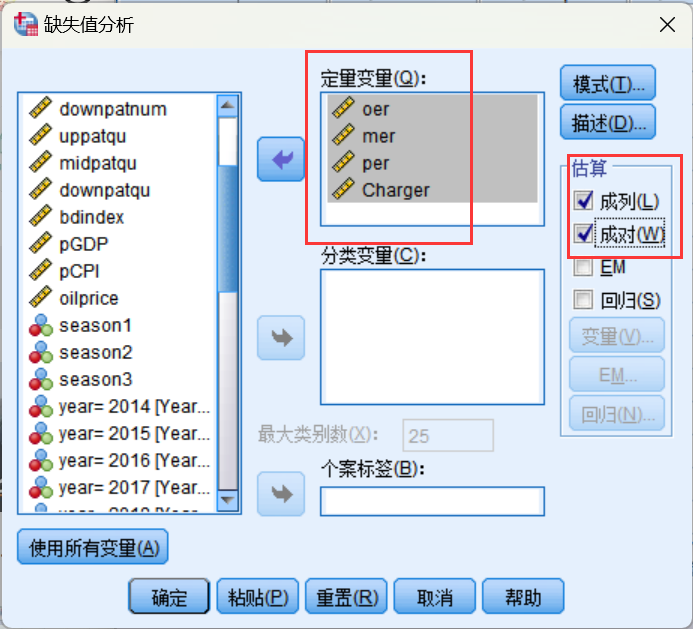 缺失值分析
downpatnum
uppatqu
midpatqu
downpatqu
bdindex
pGDP
pCPI
oilprice
season1
season2
season3
year= 2014 [Year...
year= 2015 [Year...
year= 2016 [Year...
year= 2017 [Year...
使用所有变量(A)
定量变量(Q):
oer
mer
per
Charger
分类变量(C):
最大类别数(X): 25
个案标签(B):
模式(T)...
描述(D)...
估算
成列(L)
成对(W)
EM
回归(S)
变量(V)...
EM...
回归(N)...
确定 粘贴(P) 重置(R) 取消 帮助